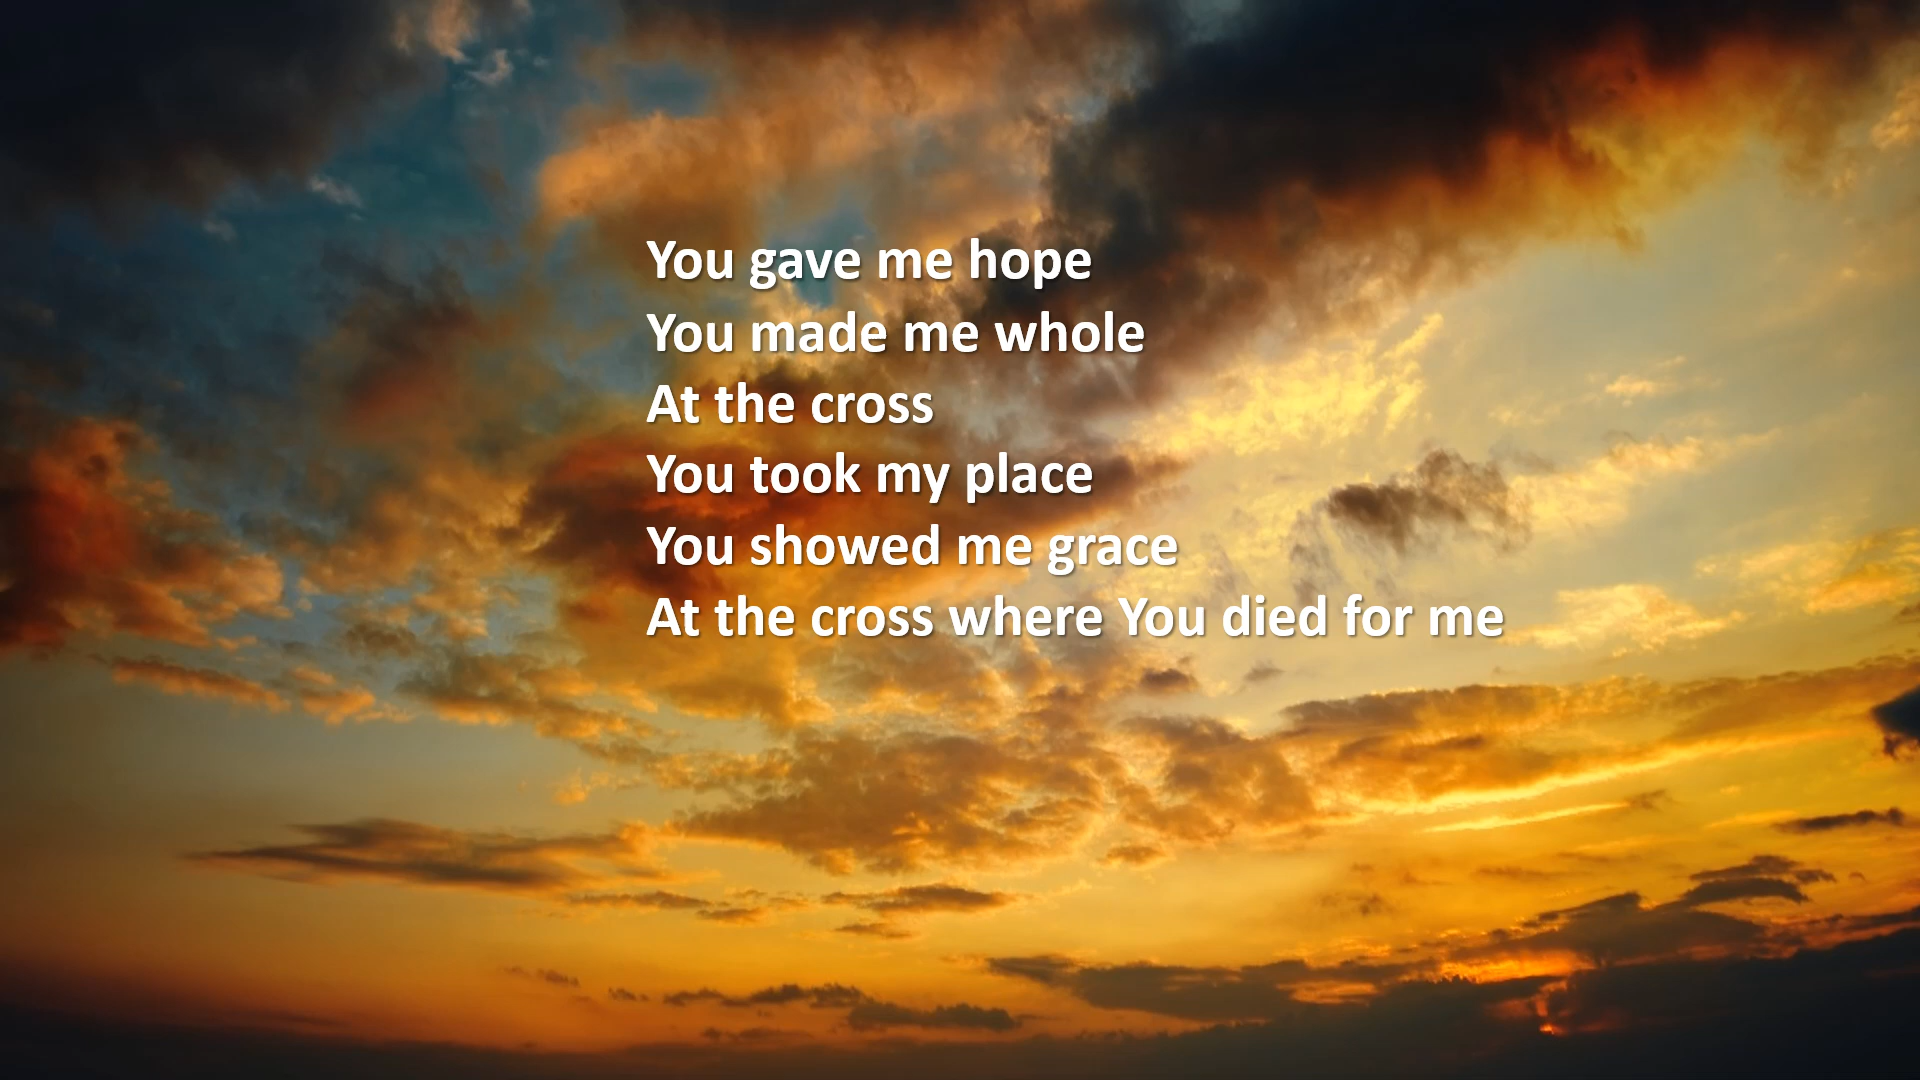 You gave me hope
You made me whole
At the cross
You took my place
You showed me grace
At the cross where You died for me